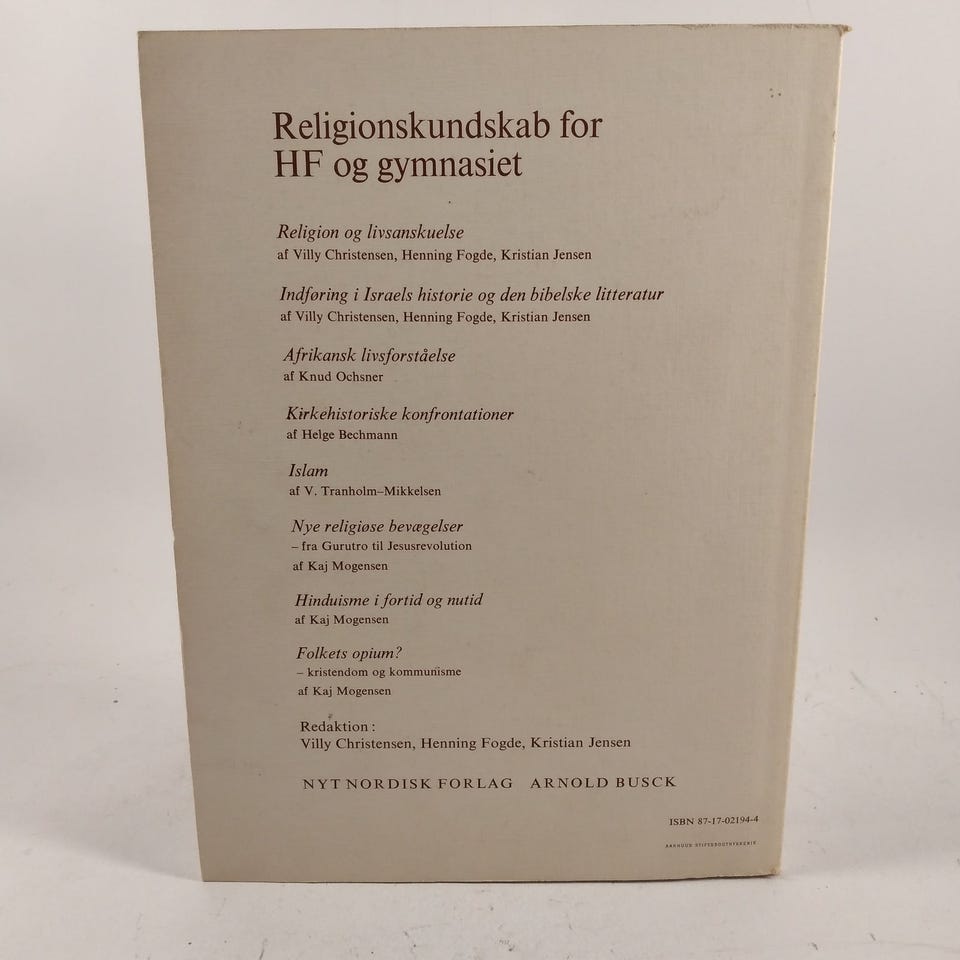 Religionskundskab for
HF og gymnasiet
Religion og livsanskuelse
af Villy Christensen, Henning Fogde, Kristian Jensen
Indføring i Israels historie og den bibelske litteratur
af Villy Christensen, Henning Fogde, Kristian Jensen
Afrikansk livsforståelse
af Knud Ochsner
Kirkehistoriske konfrontationer
af Helge Bechmann
Islam
af V. Tranholm–Mikkelsen
Nye religiøse bevægelser
– fra Gurutro til Jesusrevolution
af Kaj Mogensen
Hinduisme i fortid og nutid
af Kaj Mogensen
Folkets opium?
– kristendom og kommunisme
af Kaj Mogensen
Redaktion:
Villy Christensen, Henning Fogde, Kristian Jensen
NYT NORDISK FORLAG ARNOLD BUSCK
ISBN 87-17-02194-4
AARHUUS STIFTSBOGTRYKKERIE